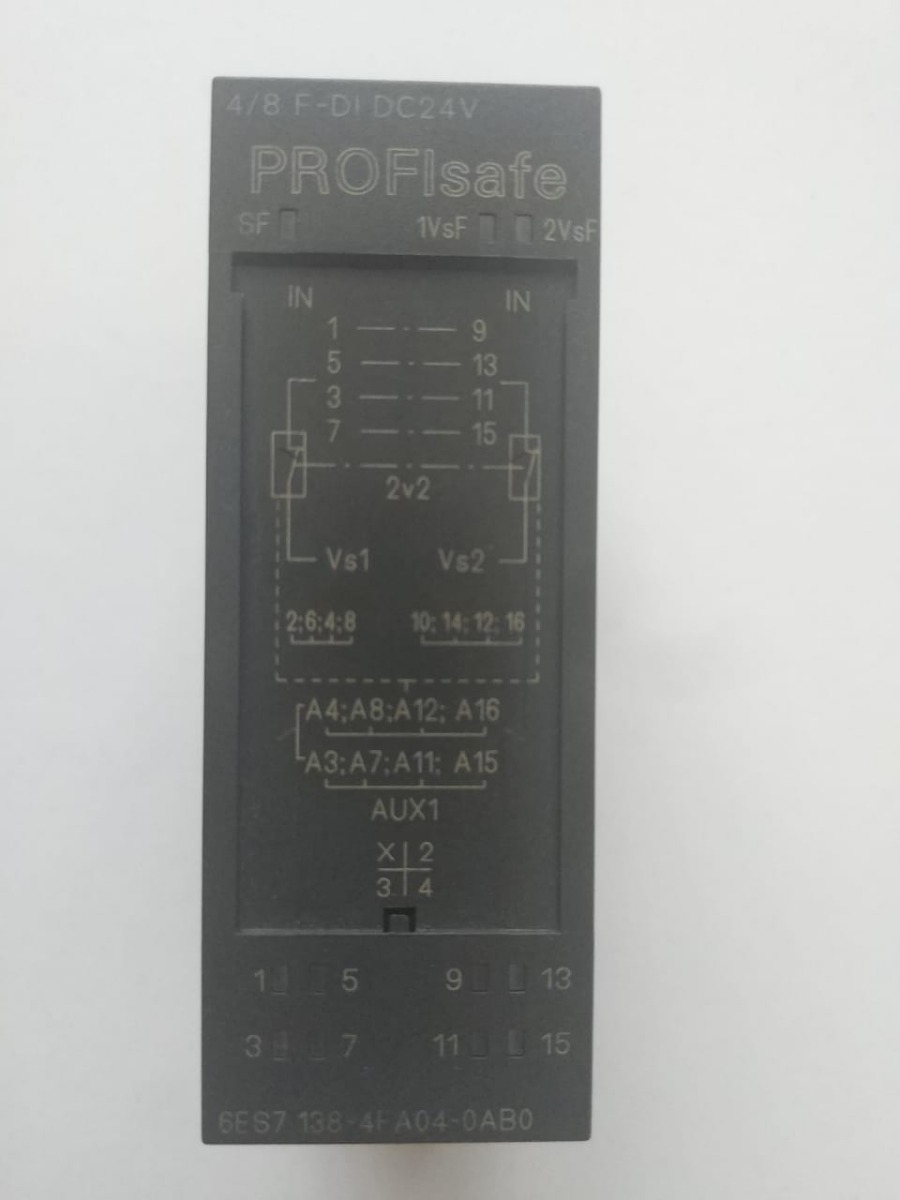 4/8 F-DI DC24V
PROFIsafe
SF 1VsF 2VsF
IN IN
1 9
5 13
3 11
7 15
2v2
Vs1 Vs2
2;6;4;8 10; 14; 12; 16
A4;A8;A12; A16
A3;A7;A11; A15
AUX1
X 2
3 4
1 5 9 13
3 7 11 15
6ES7 138-4FA04-0AB0